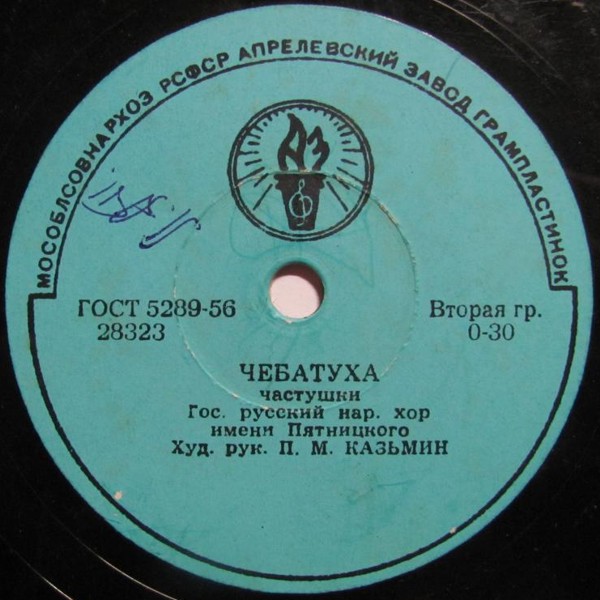 МОСОБЛСОВНАРХОЗ РСФСР АПРЕЛЕВСКИЙ ЗАВОД ГРАМПЛАСТИНОК
АЗ
ГОСТ 5289-56
28323
Вторая гр.
0-30
ЧЕБАТУХА
частушки
Гос. русский нар. хор
имени Пятницкого
Худ. рук. П. М. КАЗЬМИН